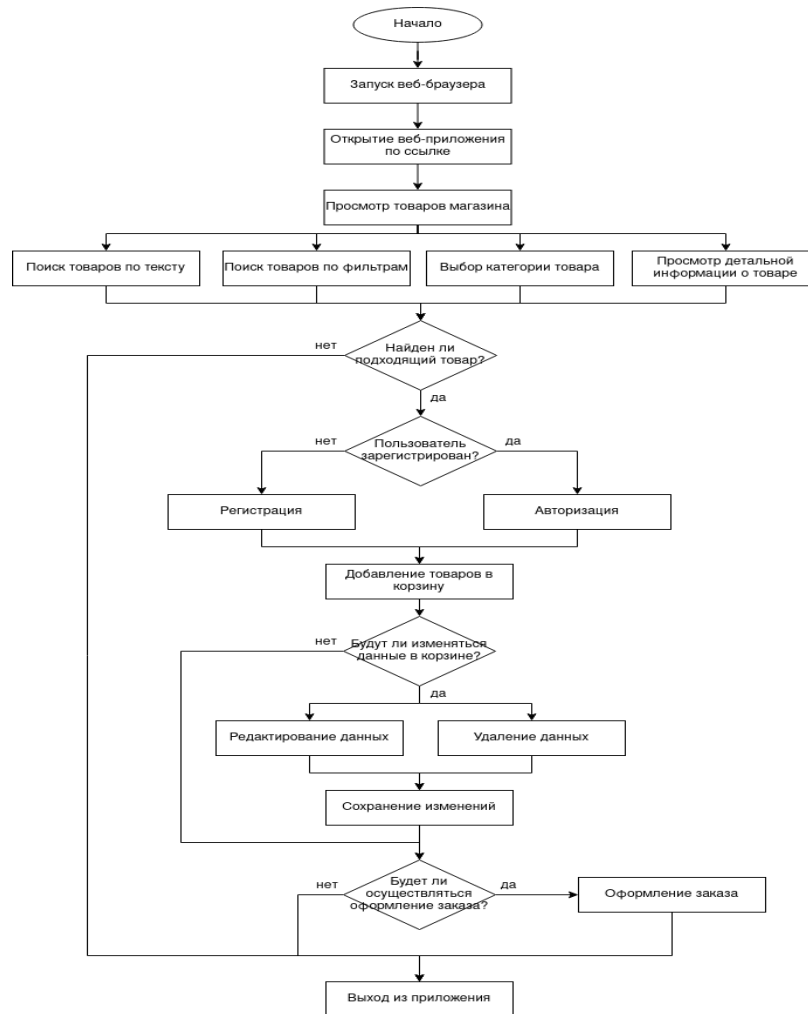 Начало
Запуск веб-браузера
Открытие веб-приложения
по ссылке
Просмотр товаров магазина
Поиск товаров по тексту
Поиск товаров по фильтрам
Выбор категории товара
Просмотр детальной
информации о товаре
нет
Найден ли
подходящий товар?
да
нет
Пользователь
зарегистрирован?
да
Регистрация
Авторизация
Добавление товаров в
корзину
нет
Будут ли изменяться
данные в корзине?
да
Редактирование данных
Удаление данных
Сохранение изменений
нет
Будет ли
осуществляться
оформление заказа?
да
Оформление заказа
Выход из приложения